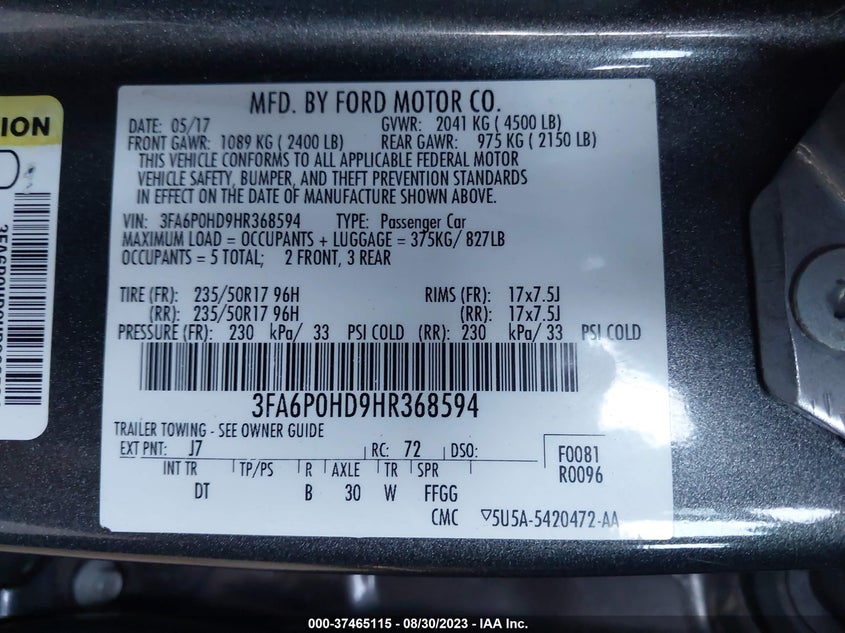 MFD. BY FORD MOTOR CO.
DATE: 05/17 GVWR: 2041 KG ( 4500 LB)
FRONT GAWR: 1089 KG ( 2400 LB) REAR GAWR: 975 KG ( 2150 LB)
THIS VEHICLE CONFORMS TO ALL APPLICABLE FEDERAL MOTOR
VEHICLE SAFETY, BUMPER, AND THEFT PREVENTION STANDARDS
IN EFFECT ON THE DATE OF MANUFACTURE SHOWN ABOVE.
VIN: 3FA6P0HD9HR368594 TYPE: Passenger Car
MAXIMUM LOAD = OCCUPANTS + LUGGAGE = 375KG/ 827LB
OCCUPANTS = 5 TOTAL; 2 FRONT, 3 REAR
TIRE (FR): 235/50R17 96H RIMS (FR): 17x7.5J
(RR): 235/50R17 96H (RR): 17x7.5J
PRESSURE (FR): 230 kPa/ 33 PSI COLD (RR): 230 kPa/ 33 PSI COLD
3FA6P0HD9HR368594
TRAILER TOWING - SEE OWNER GUIDE
EXT PNT: J7 RC: 72 DSO:
F0081
R0096
INT TR TP/PS R AXLE TR SPR
DT B 30 W FFGG
CMC ▽5U5A-5420472-AA
ION
000-37465115 - 08/30/2023 - IAA Inc.